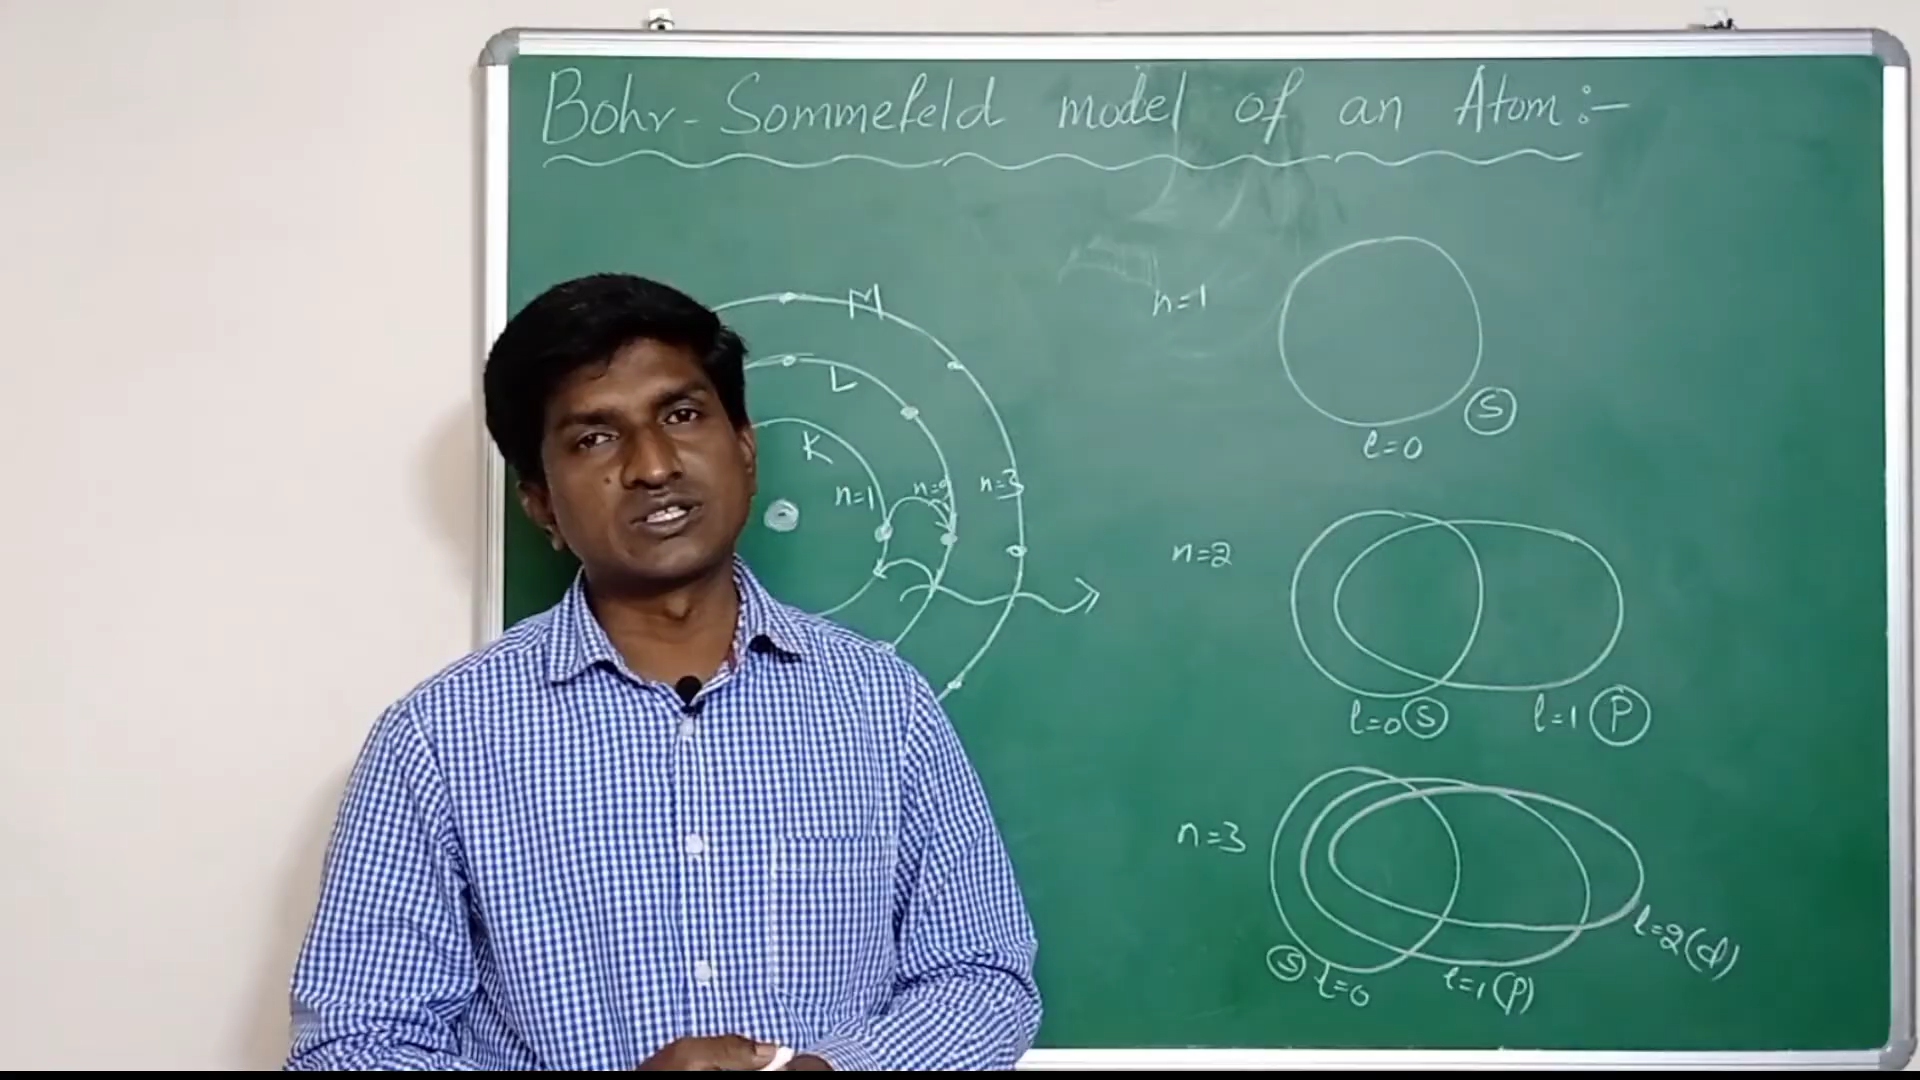 Bohr-Sommefeld model of an Atom:-
M
L
K
n=1
n=2
n=3
n=1
S
l=0
n=2
l=0 S
l=1 P
n=3
S l=0
l=1(p)
l=2(d)